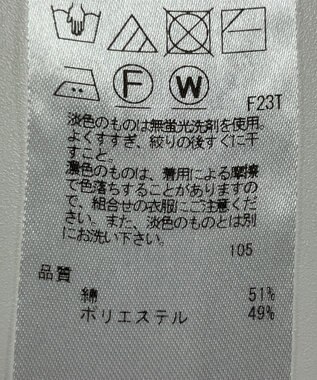 F W
F23T
淡色のものは無蛍光洗剤を使用。
よくすすぎ、絞りの後すぐに干
すこと。
濃色のものは、着用による摩擦
で色落ちすることがありますの
で、組合せの衣服にご注意くだ
さい。また、淡色のものとは別
にお洗い下さい。
105
品質
綿 51%
ポリエステル 49%